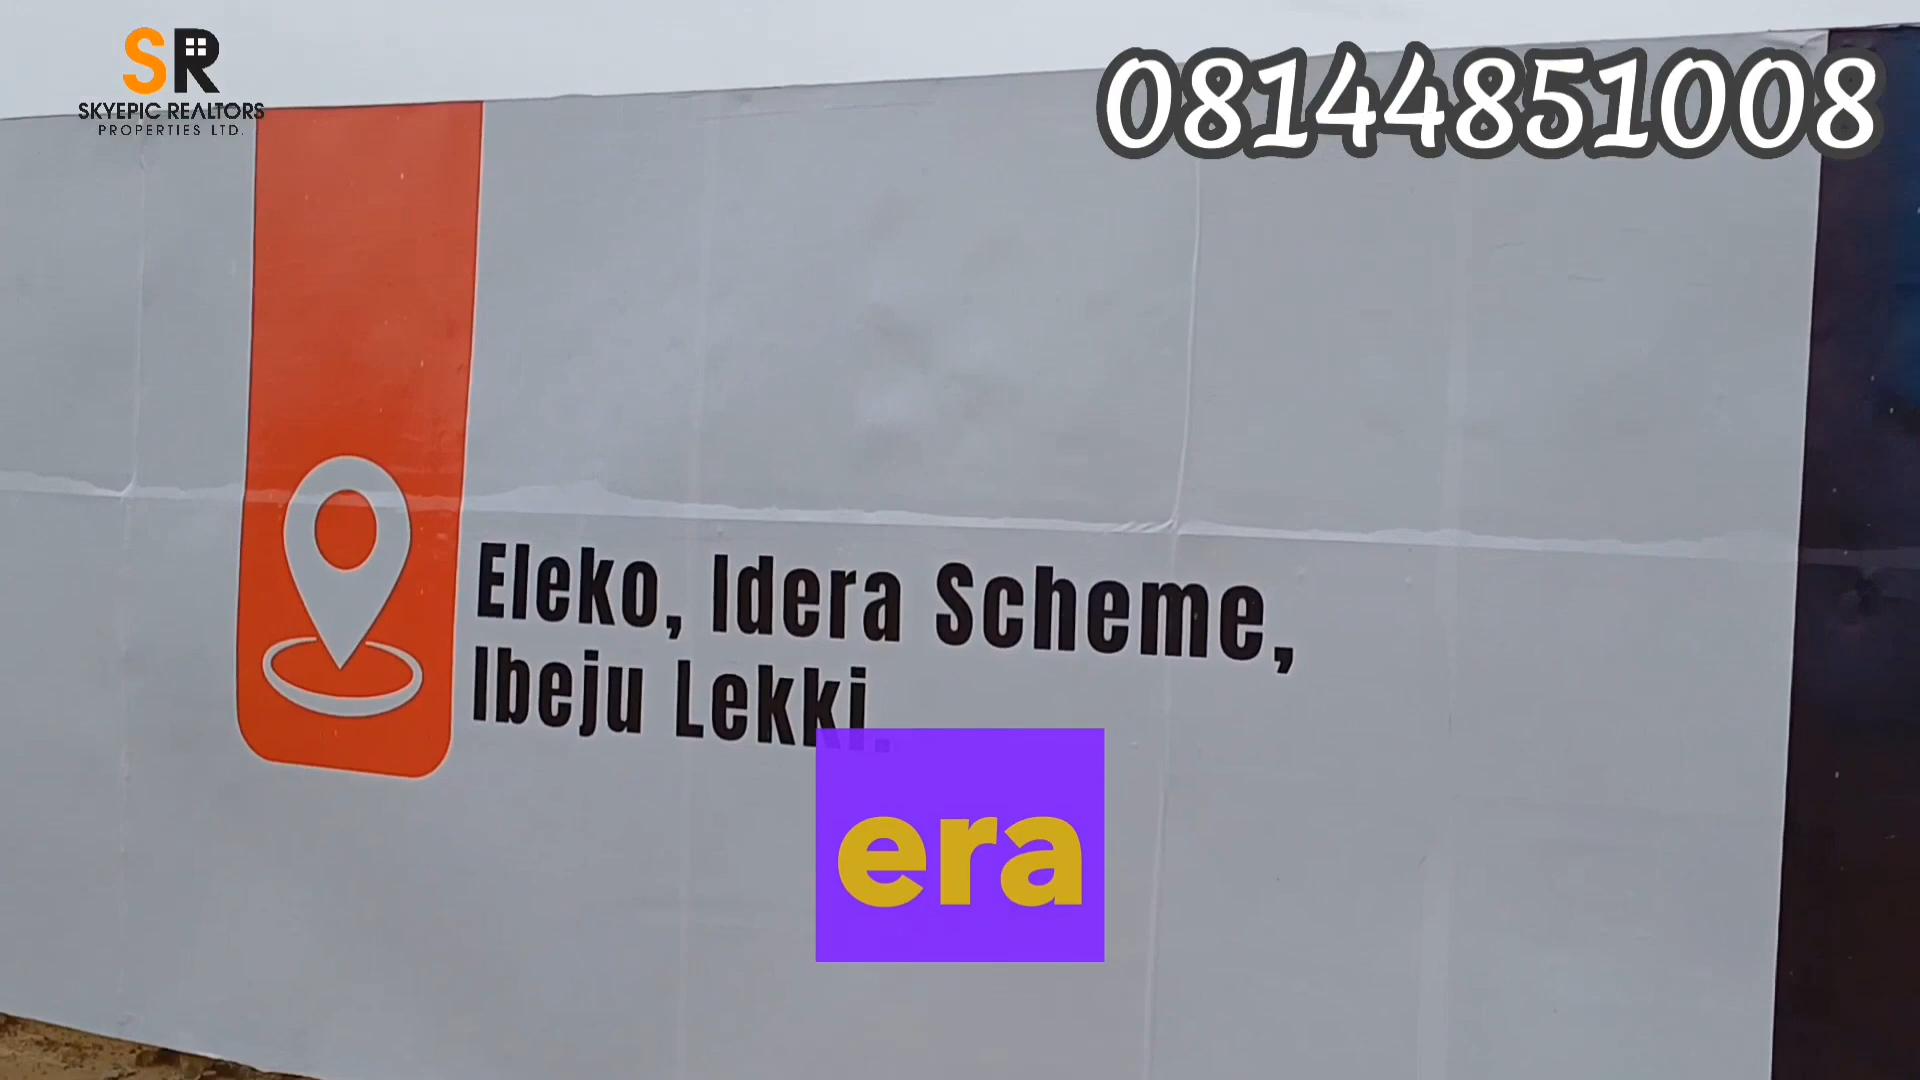 SR
SKYEPIC REALTORS
PROPERTIES LTD.
08144851008
Eleko, Idera Scheme,
Ibeju Lekki.
era